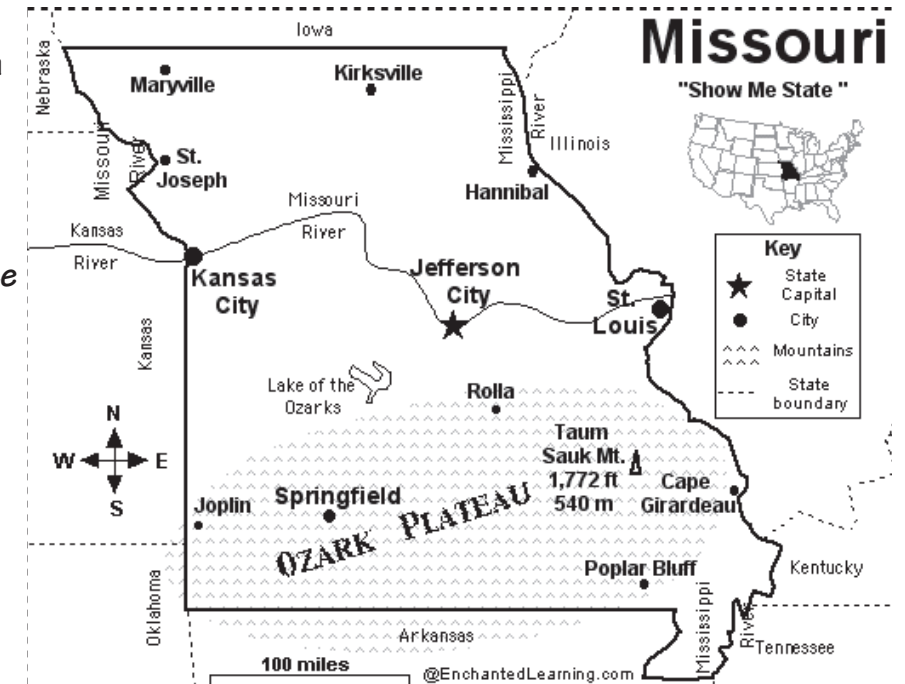 Missouri
"Show Me State "
Iowa
Nebraska
Maryville
Kirksville
Mississippi
River
Illinois
Missouri
River
St.
Joseph
Hannibal
Missouri
River
Kansas
River
Kansas
City
Jefferson
City
St.
Louis
Key
State
Capital
City
Mountains
State
boundary
Kansas
Lake of the
Ozarks
Rolla
N
W
E
S
Taum
Sauk Mt.
1,772 ft
540 m
Cape
Girardeau
Joplin
Springfield
OZARK PLATEAU
Poplar Bluff
Kentucky
Oklahoma
Mississippi
River
Tennessee
Arkansas
100 miles
@EnchantedLearning.com
e